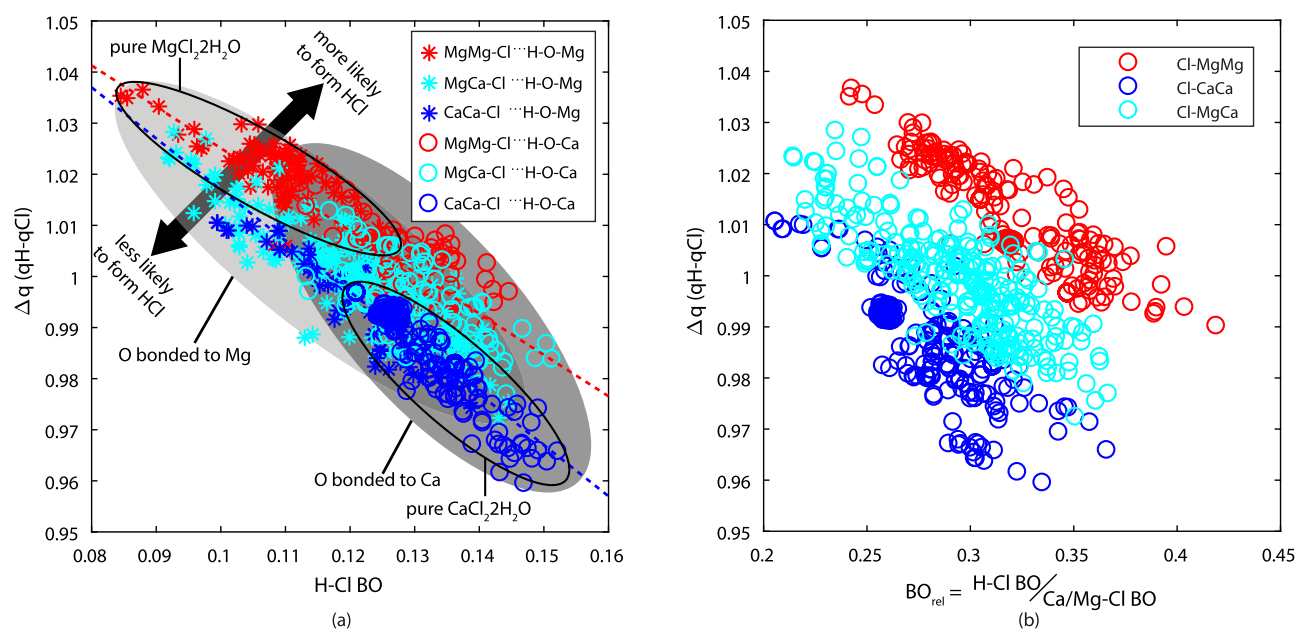 1.05
1.04
1.03
1.02
1.01
1
0.99
0.98
0.97
0.96
0.95
0.08
0.09
0.1
0.11
0.12
0.13
0.14
0.15
0.16
Δq (qH-qCl)
H-Cl BO
(a)
pure MgCl₂2H₂O
more likely
to form HCl
less likely
to form HCl
O bonded to Mg
O bonded to Ca
pure CaCl₂2H₂O
MgMg-Cl ···H-O-Mg
MgCa-Cl ···H-O-Mg
CaCa-Cl ···H-O-Mg
MgMg-Cl ···H-O-Ca
MgCa-Cl ···H-O-Ca
CaCa-Cl ···H-O-Ca
1.05
1.04
1.03
1.02
1.01
1
0.99
0.98
0.97
0.96
0.95
0.2
0.25
0.3
0.35
0.4
0.45
Δq (qH-qCl)
BOrel = H-Cl BO/Ca/Mg-Cl BO
(b)
Cl-MgMg
Cl-CaCa
Cl-MgCa